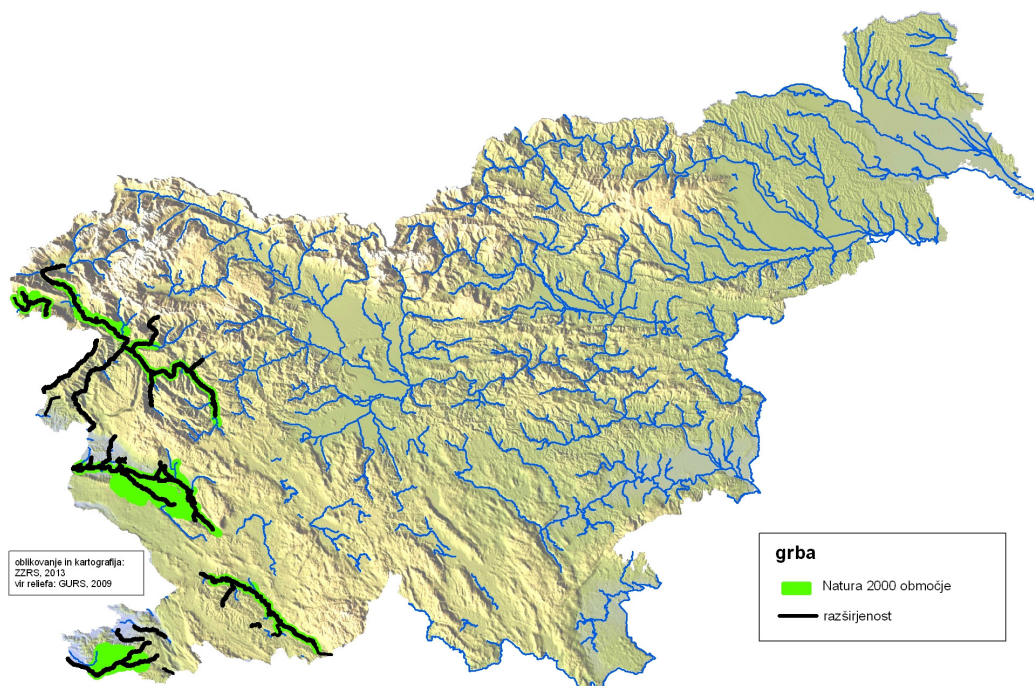 oblikovanje in kartografija:
ZZRS, 2013
vir reliefa: GURS, 2009
grba
Natura 2000 območje
razširjenost